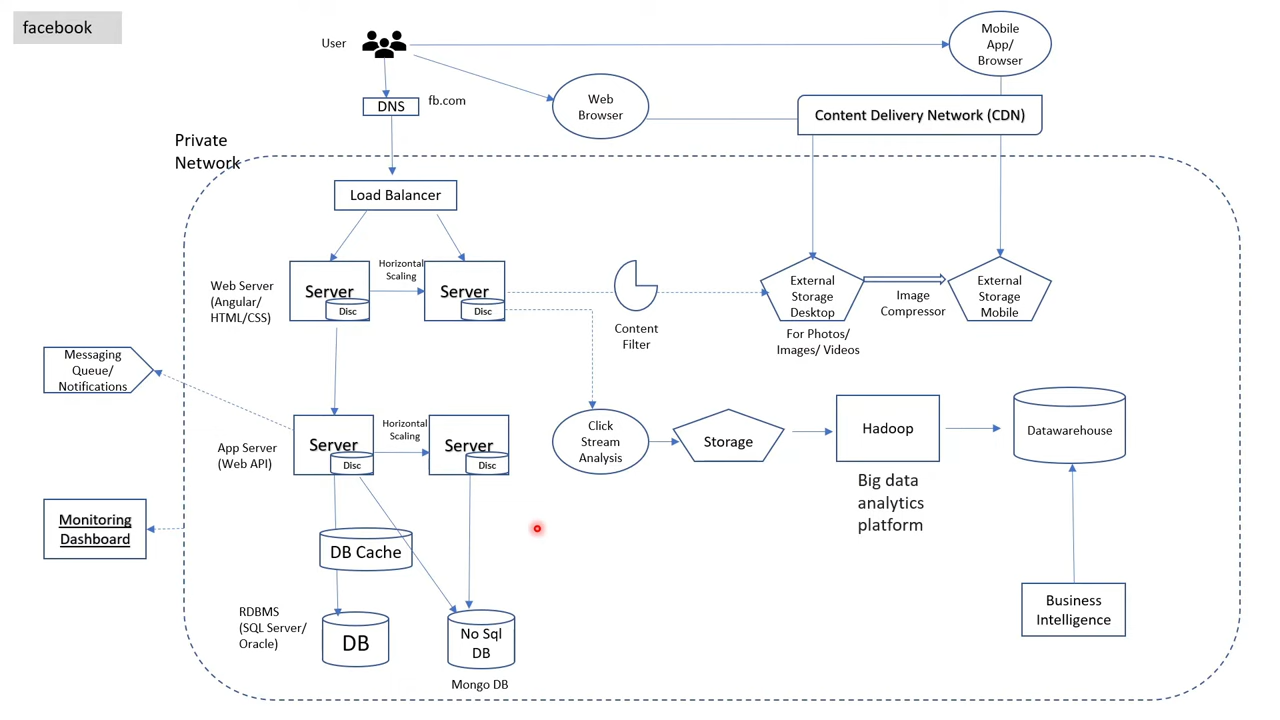 facebook
User
Mobile
App/
Browser
DNS
fb.com
Web
Browser
Content Delivery Network (CDN)
Private
Network
Load Balancer
Web Server
(Angular/
HTML/CSS)
Server
Disc
Horizontal
Scaling
Server
Disc
Content
Filter
External
Storage
Desktop
For Photos/
Images/ Videos
Image
Compressor
External
Storage
Mobile
Messaging
Queue/
Notifications
App Server
(Web API)
Server
Disc
Horizontal
Scaling
Server
Disc
Click
Stream
Analysis
Storage
Hadoop
Big data
analytics
platform
Datawarehouse
Monitoring
Dashboard
DB Cache
RDBMS
(SQL Server/
Oracle)
DB
No Sql
DB
Mongo DB
Business
Intelligence